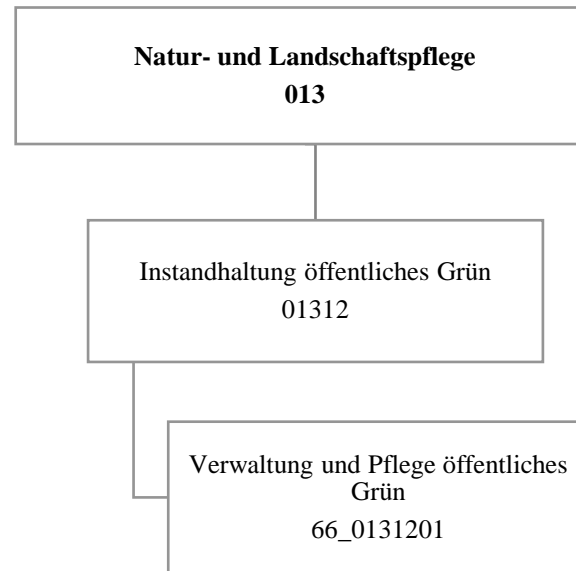 Natur- und Landschaftspflege
013
Instandhaltung öffentliches Grün
01312
Verwaltung und Pflege öffentliches
Grün
66_0131201